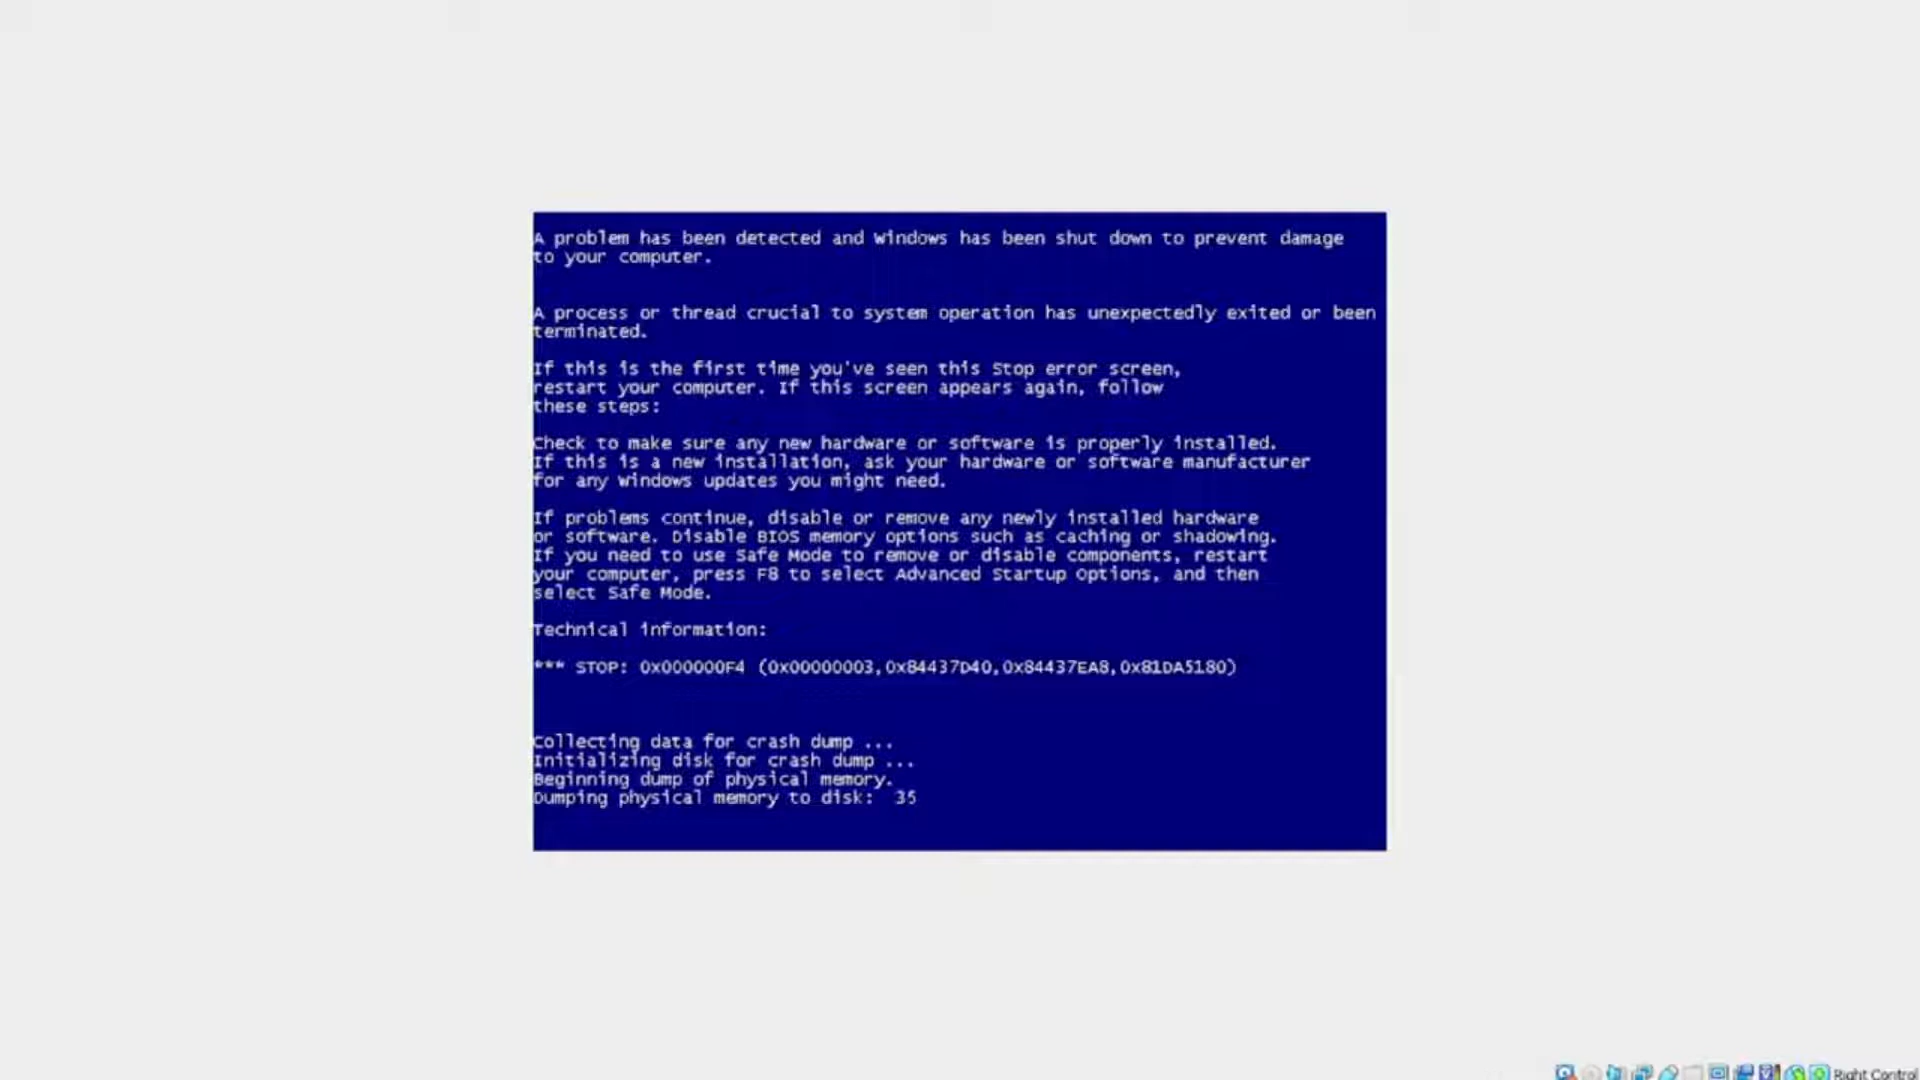 A problem has been detected and Windows has been shut down to prevent damage
to your computer.
A process or thread crucial to system operation has unexpectedly exited or been
terminated.
If this is the first time you've seen this Stop error screen,
restart your computer. If this screen appears again, follow
these steps:
Check to make sure any new hardware or software is properly installed.
If this is a new installation, ask your hardware or software manufacturer
for any Windows updates you might need.
If problems continue, disable or remove any newly installed hardware
or software. Disable BIOS memory options such as caching or shadowing.
If you need to use Safe Mode to remove or disable components, restart
your computer, press F8 to select Advanced Startup Options, and then
select Safe Mode.
Technical information:
*** STOP: 0x000000F4 (0x00000003,0x84437D40,0x84437EA8,0x81DA5180)
Collecting data for crash dump ...
Initializing disk for crash dump ...
Beginning dump of physical memory.
Dumping physical memory to disk:  35
Right Control